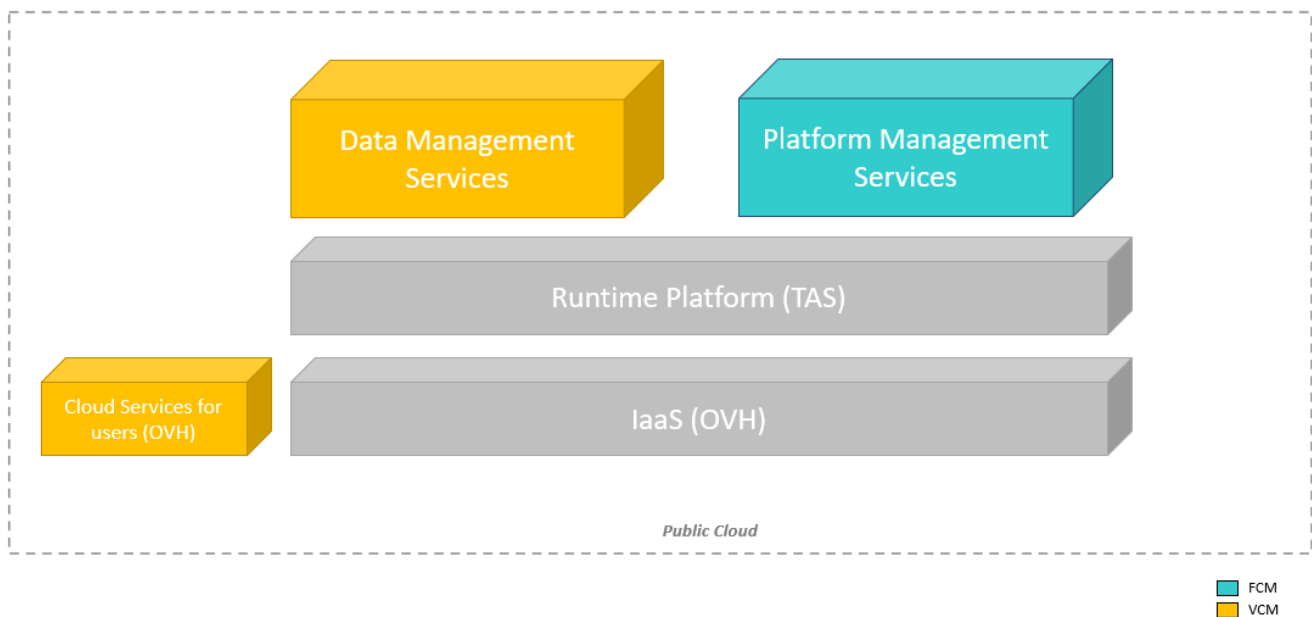 Data Management
Services
Platform Management
Services
Runtime Platform (TAS)
Cloud Services for
users (OVH)
IaaS (OVH)
Public Cloud
FCM
VCM